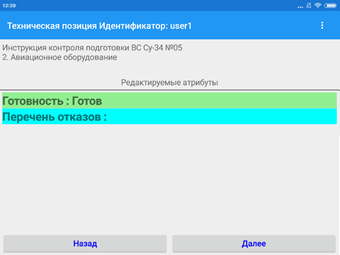 13:39
Техническая позиция Идентификатор: user1
Инструкция контроля подготовки ВС Су-34 №05
2. Авиационное оборудование
Редактируемые атрибуты
Готовность : Готов
Перечень отказов :
Назад
Далее